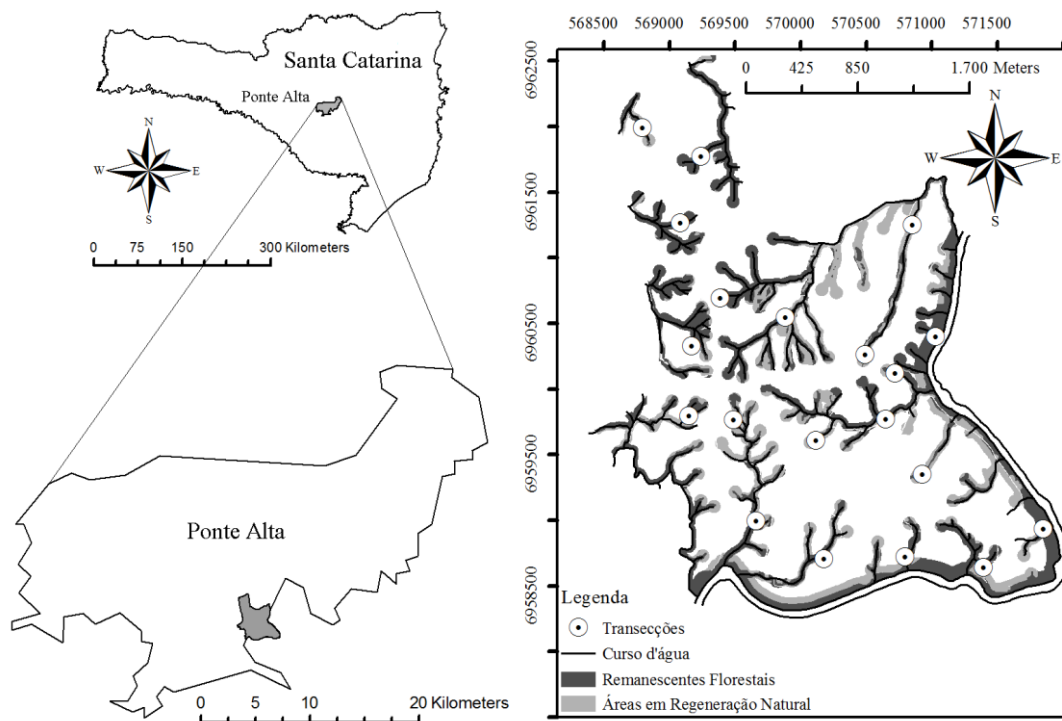 Santa Catarina
Ponte Alta
N
W E
S
0 75 150 300 Kilometers
Ponte Alta
0 5 10 20 Kilometers
568500 569000 569500 570000 570500 571000 571500
6962500
6961500
6960500
6959500
6958500
0 425 850 1.700 Meters
N
W E
S
Legenda
Transecções
Curso d'água
Remanescentes Florestais
Áreas em Regeneração Natural